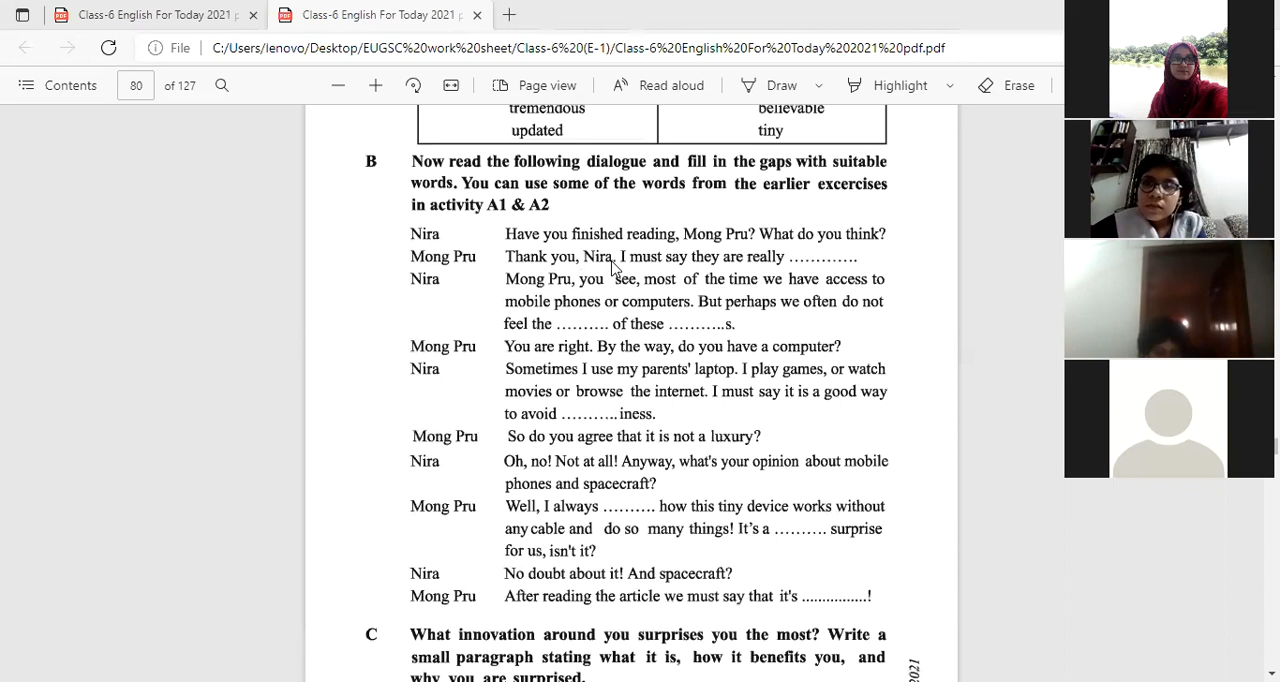 Class-6 English For Today 2021 p
Class-6 English For Today 2021 p
File C:/Users/lenovo/Desktop/EUGSC%20work%20sheet/Class-6%20(E-1)/Class-6%20English%20For%20Today%202021%20pdf.pdf
Contents 80 of 127 Page view Read aloud Draw Highlight Erase
tremendous believable
updated tiny
B Now read the following dialogue and fill in the gaps with suitable
words. You can use some of the words from the earlier excercises
in activity A1 & A2
Nira Have you finished reading, Mong Pru? What do you think?
Mong Pru Thank you, Nira. I must say they are really ………….
Nira Mong Pru, you see, most of the time we have access to
mobile phones or computers. But perhaps we often do not
feel the ………. of these ………..s.
Mong Pru You are right. By the way, do you have a computer?
Nira Sometimes I use my parents' laptop. I play games, or watch
movies or browse the internet. I must say it is a good way
to avoid ……….. iness.
Mong Pru So do you agree that it is not a luxury?
Nira Oh, no! Not at all! Anyway, what's your opinion about mobile
phones and spacecraft?
Mong Pru Well, I always ………. how this tiny device works without
any cable and do so many things! It's a ………. surprise
for us, isn't it?
Nira No doubt about it! And spacecraft?
Mong Pru After reading the article we must say that it's ................!
C What innovation around you surprises you the most? Write a
small paragraph stating what it is, how it benefits you, and
why you are surprised.
2021